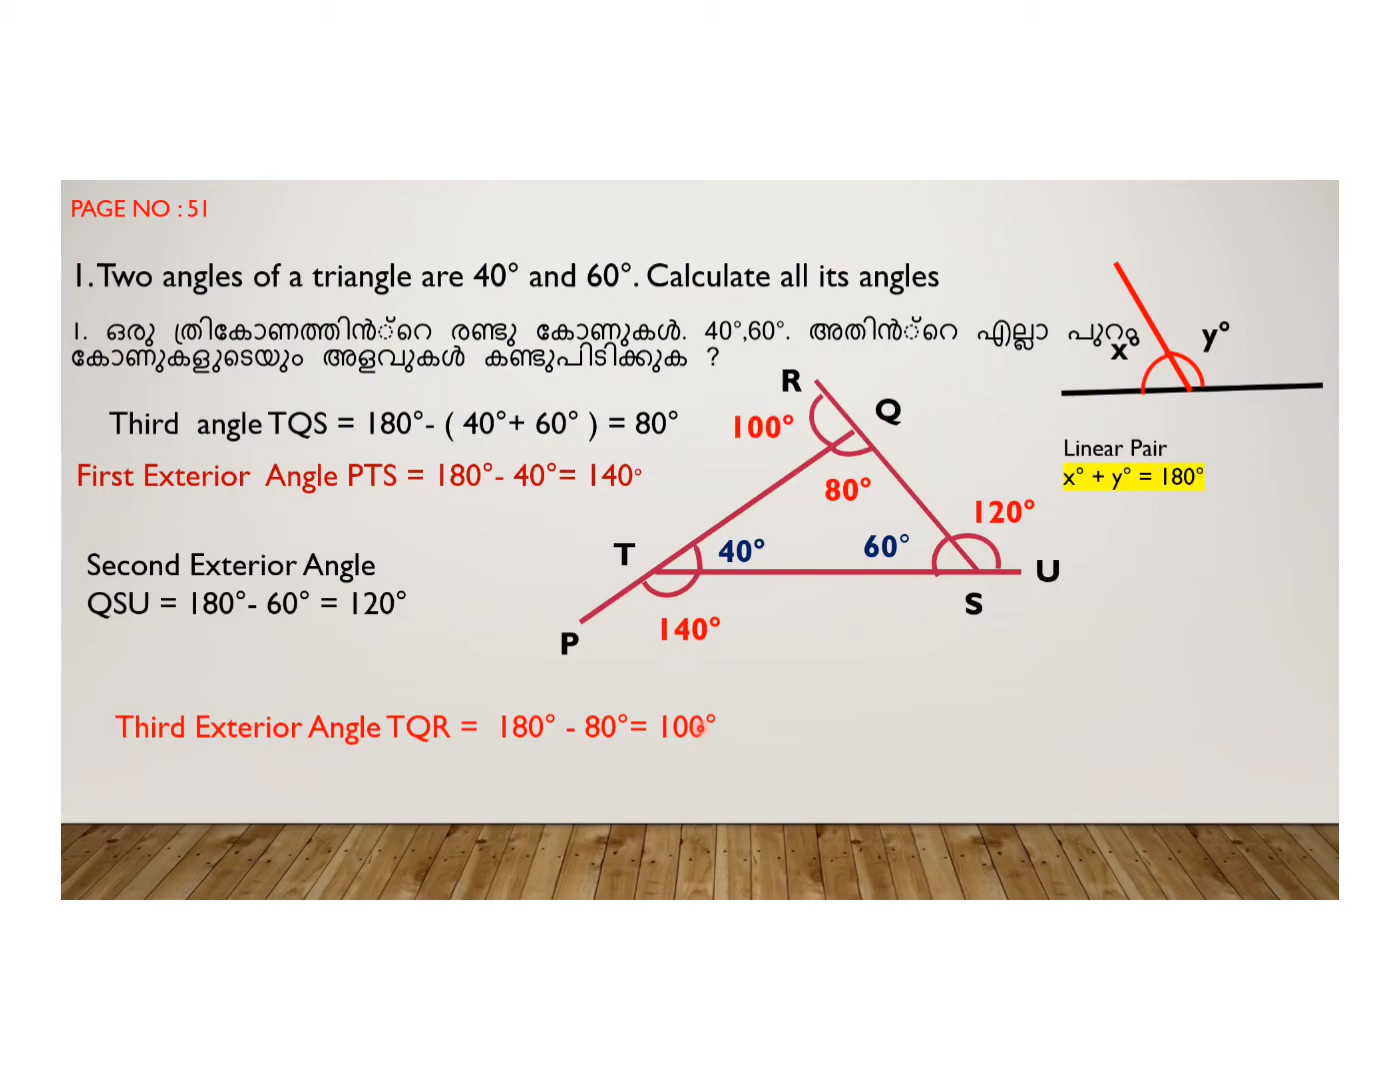 PAGE NO : 51
1. Two angles of a triangle are 40° and 60°. Calculate all its angles
1. ഒരു ത്രികോണത്തിൻ്റെ രണ്ടു കോണുകൾ. 40°,60°. അതിൻ്റെ എല്ലാ പുറം
കോണുകളുടെയും അളവുകൾ കണ്ടുപിടിക്കുക ?
x° y°
R
Q
Third angle TQS = 180°- ( 40°+ 60° ) = 80°
100°
Linear Pair
x° + y° = 180°
First Exterior Angle PTS = 180°- 40°= 140°
80°
120°
T
40°
60°
U
Second Exterior Angle
QSU = 180°- 60° = 120°
S
140°
P
Third Exterior Angle TQR = 180° - 80°= 100°